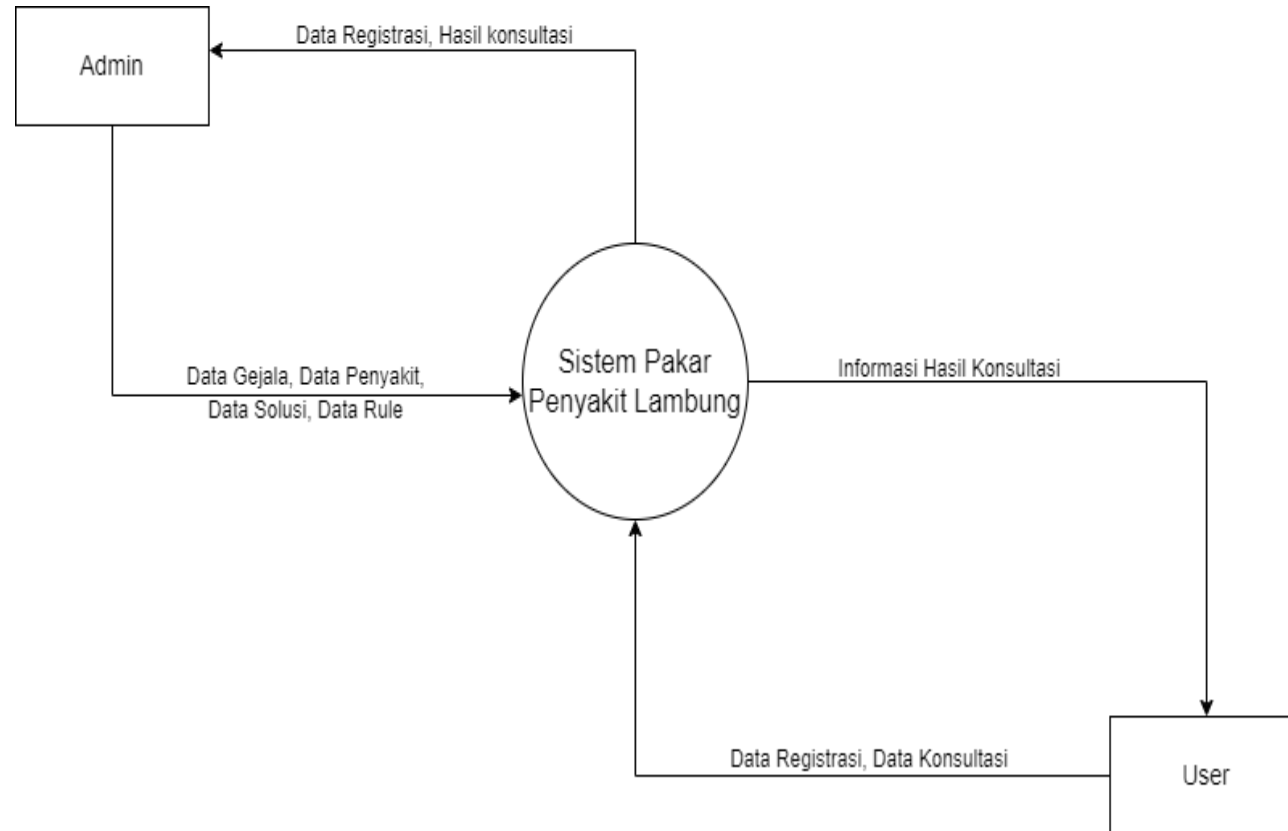 Data Registrasi, Hasil konsultasi
Admin
Sistem Pakar
Penyakit Lambung
Informasi Hasil Konsultasi
Data Gejala, Data Penyakit,
Data Solusi, Data Rule
Data Registrasi, Data Konsultasi
User